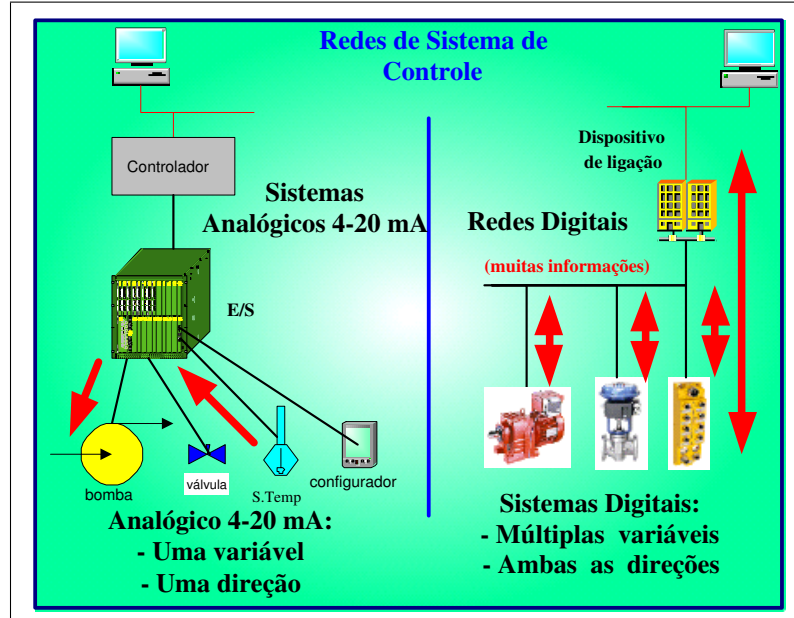 Redes de Sistema de
Controle
Controlador
Sistemas
Analógicos 4-20 mA
E/S
bomba
válvula
S.Temp
configurador
Analógico 4-20 mA:
- Uma variável
- Uma direção
Dispositivo
de ligação
Redes Digitais
(muitas informações)
Sistemas Digitais:
- Múltiplas variáveis
- Ambas as direções